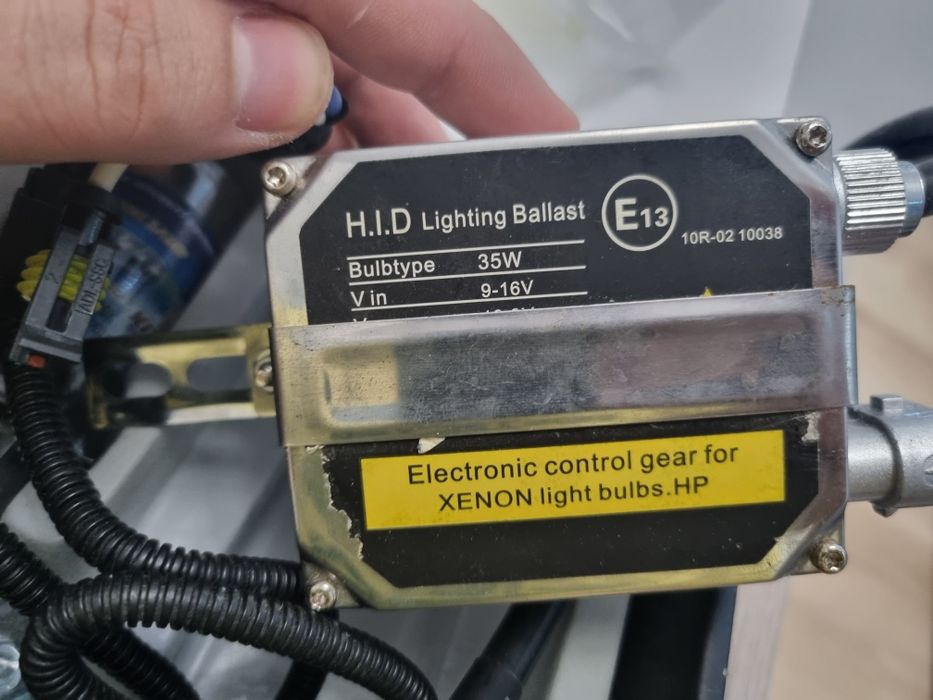 H.I.D Lighting Ballast
E13
10R-02 10038
Bulbtype 35W
V in 9-16V
Electronic control gear for
XENON light bulbs.HP